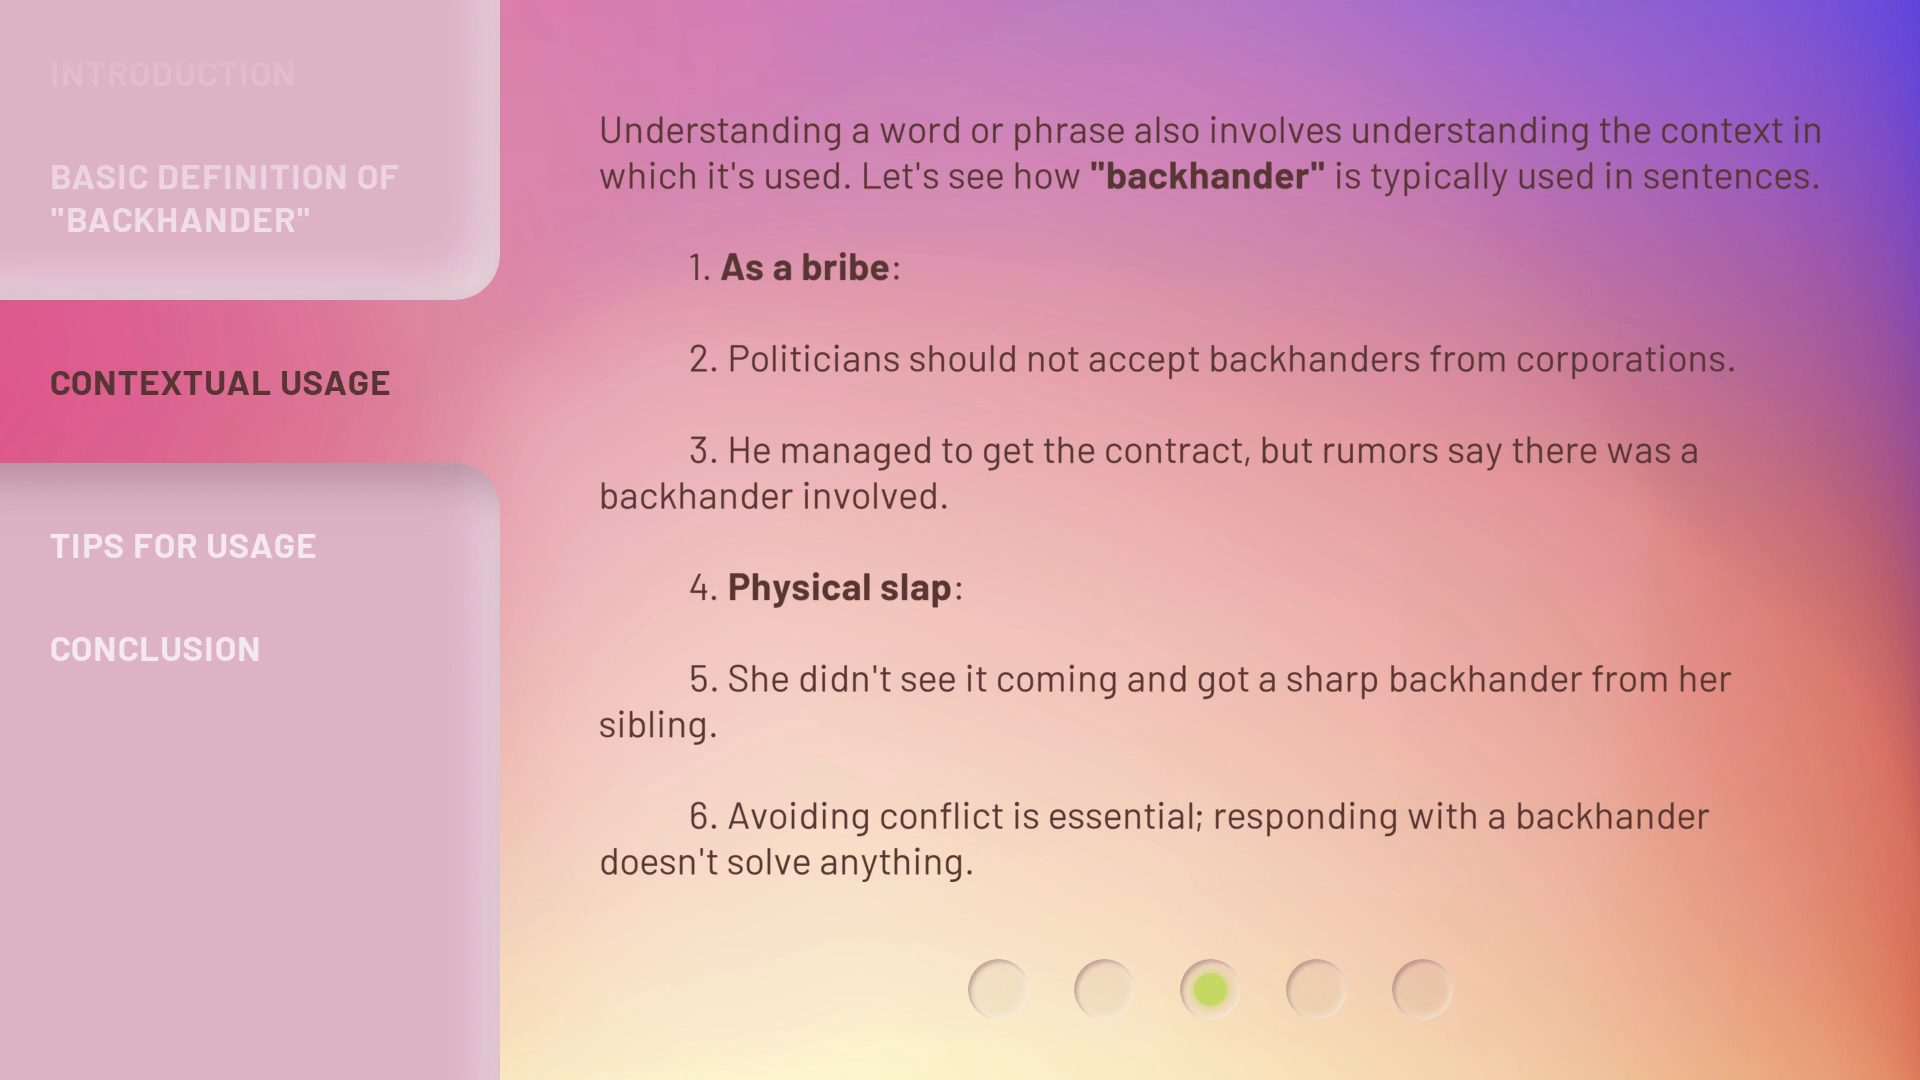 INTRODUCTION
BASIC DEFINITION OF
"BACKHANDER"
CONTEXTUAL USAGE
TIPS FOR USAGE
CONCLUSION
Understanding a word or phrase also involves understanding the context in
which it's used. Let's see how "backhander" is typically used in sentences.
1. As a bribe:
2. Politicians should not accept backhanders from corporations.
3. He managed to get the contract, but rumors say there was a
backhander involved.
4. Physical slap:
5. She didn't see it coming and got a sharp backhander from her
sibling.
6. Avoiding conflict is essential; responding with a backhander
doesn't solve anything.